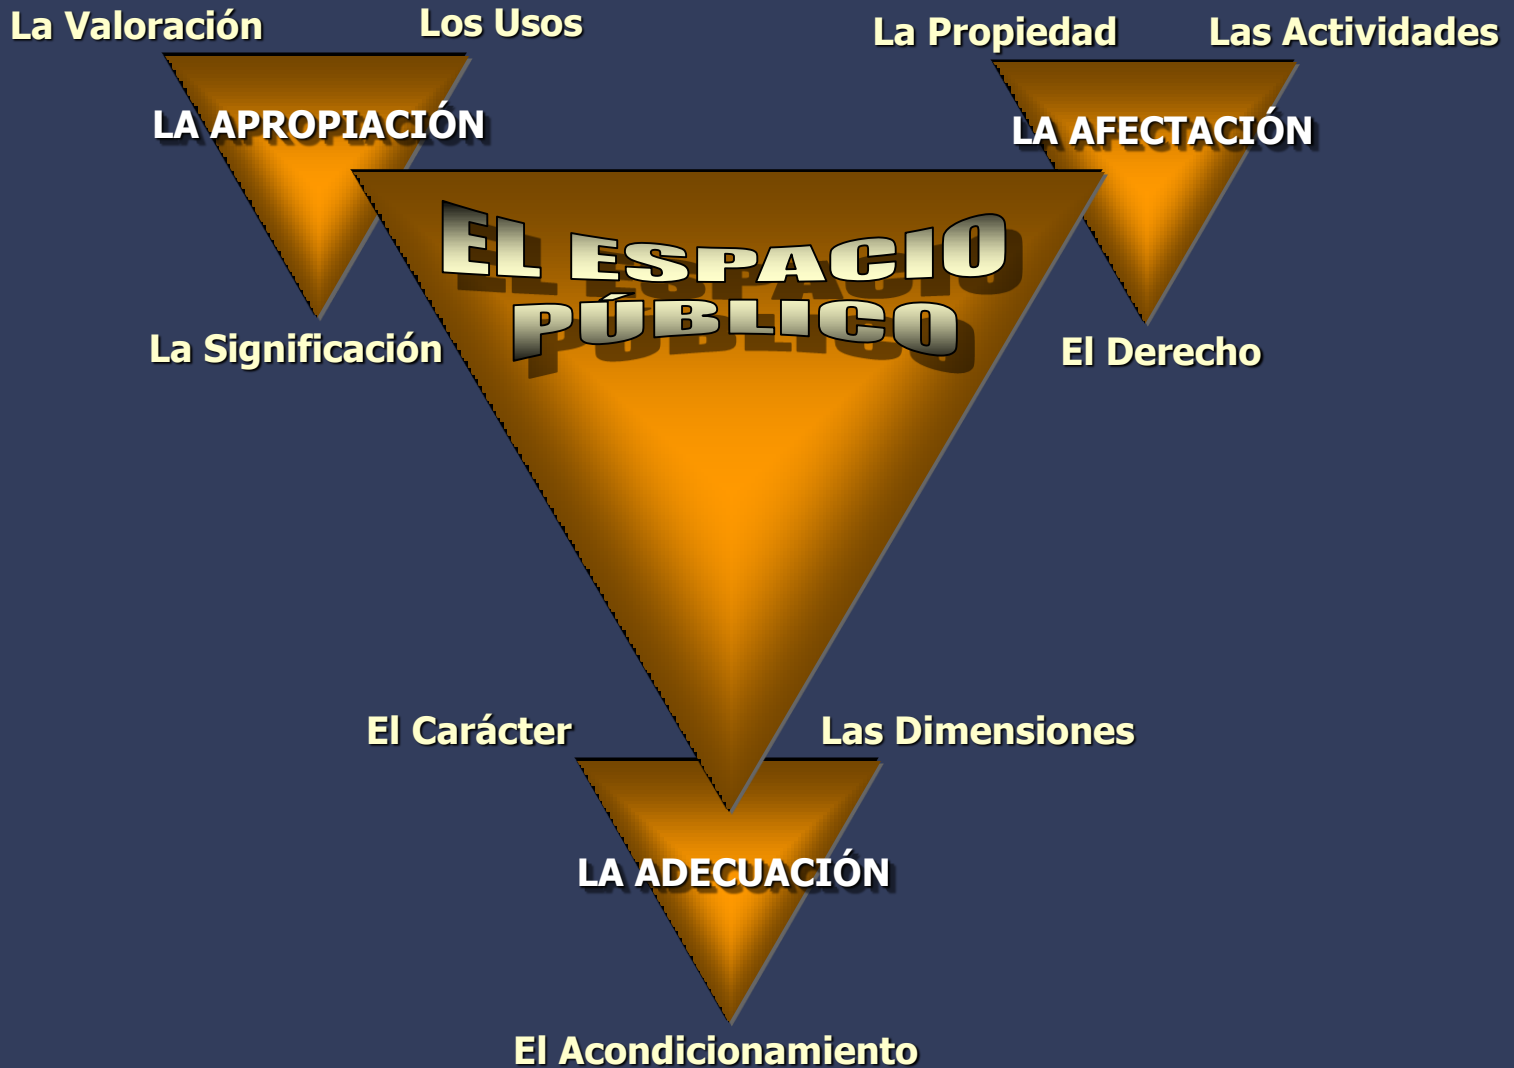 La Valoración
Los Usos
LA APROPIACIÓN
La Significación
La Propiedad
Las Actividades
LA AFECTACIÓN
El Derecho
EL ESPACIO
PÚBLICO
El Carácter
Las Dimensiones
LA ADECUACIÓN
El Acondicionamiento